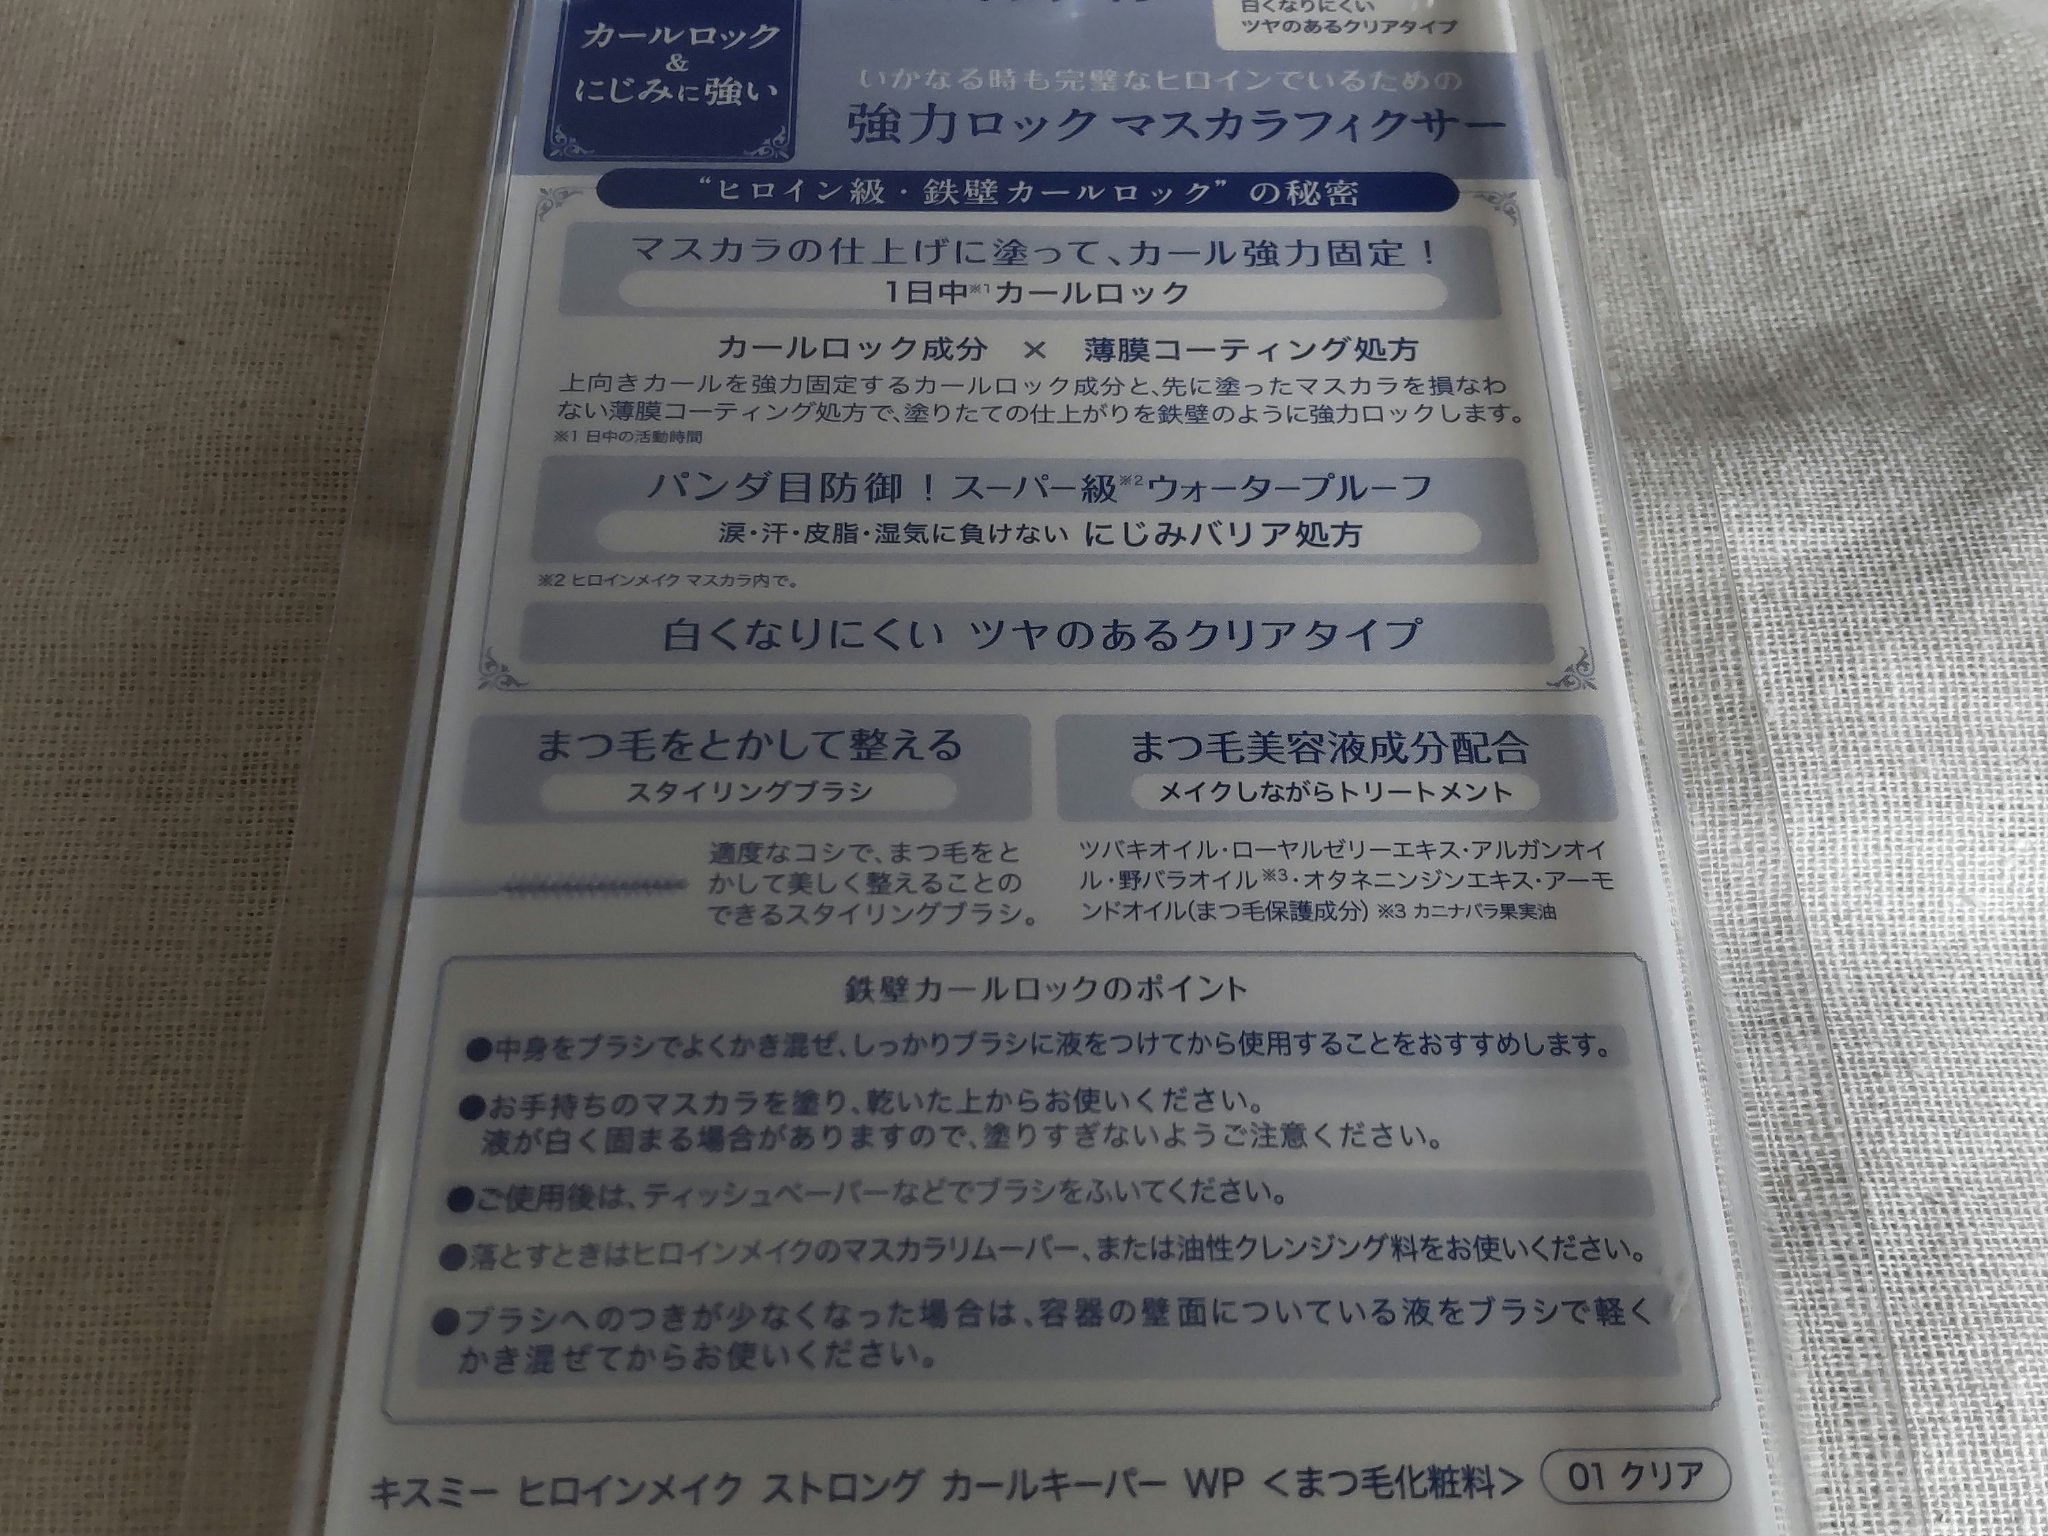 カールロック
&
にじみに強い
白くなりにくい
ツヤのあるクリアタイプ
いかなる時も完璧なヒロインでいるための
強力ロック マスカラフィクサー
“ヒロイン級・鉄壁カールロック”の秘密
マスカラの仕上げに塗って、カール強力固定！
1日中※1カールロック
カールロック成分 × 薄膜コーティング処方
上向きカールを強力固定するカールロック成分と、先に塗ったマスカラを損なわ
ない薄膜コーティング処方で、塗りたての仕上がりを鉄壁のように強力ロックします。
※1 日中の活動時間
パンダ目防御！スーパー級※2ウォータープルーフ
涙・汗・皮脂・湿気に負けない にじみバリア処方
※2 ヒロインメイク マスカラ内で。
白くなりにくい ツヤのあるクリアタイプ
まつ毛をとかして整える
スタイリングブラシ
適度なコシで、まつ毛をと
かして美しく整えることの
できるスタイリングブラシ。
まつ毛美容液成分配合
メイクしながらトリートメント
ツバキオイル・ローヤルゼリーエキス・アルガンオイ
ル・野バラオイル※3・オタネニンジンエキス・アーモ
ンドオイル(まつ毛保護成分) ※3 カニナバラ果実油
鉄壁カールロックのポイント
●中身をブラシでよくかき混ぜ、しっかりブラシに液をつけてから使用することをおすすめします。
●お手持ちのマスカラを塗り、乾いた上からお使いください。
液が白く固まる場合がありますので、塗りすぎないようご注意ください。
●ご使用後は、ティッシュペーパーなどでブラシをふいてください。
●落とすときはヒロインメイクのマスカラリムーバー、または油性クレンジング料をお使いください。
●ブラシへのつきが少なくなった場合は、容器の壁面についている液をブラシで軽く
かき混ぜてからお使いください。
キスミー ヒロインメイク ストロング カールキーパー WP ＜まつ毛化粧料＞ 01 クリア